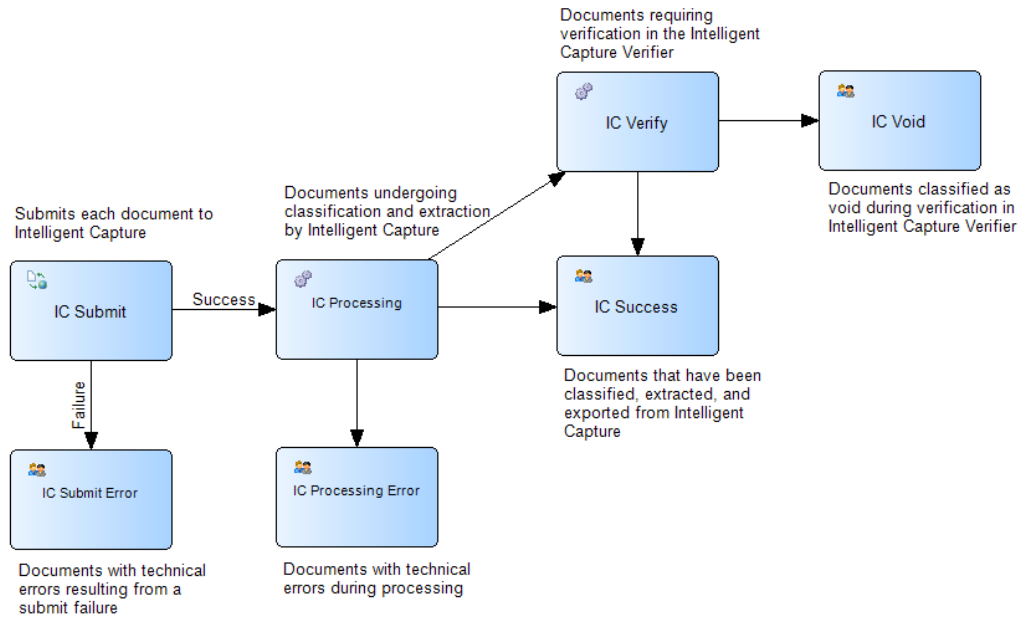 Documents requiring
verification in the Intelligent
Capture Verifier
IC Verify
IC Void
Documents classified as
void during verification in
Intelligent Capture Verifier
Documents undergoing
classification and extraction
by Intelligent Capture
Submits each document to
Intelligent Capture
IC Submit
Success
IC Processing
IC Success
Documents that have been
classified, extracted, and
exported from Intelligent
Capture
Failure
IC Submit Error
IC Processing Error
Documents with technical
errors resulting from a
submit failure
Documents with technical
errors during processing